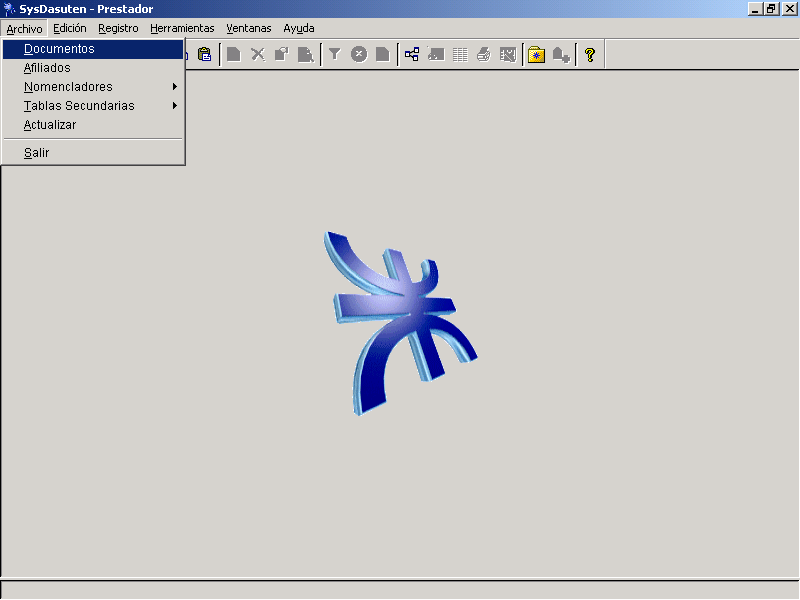 SysDasuten - Prestador
Archivo Edición Registro Herramientas Ventanas Ayuda
Documentos
Afiliados
Nomencladores
Tablas Secundarias
Actualizar
Salir